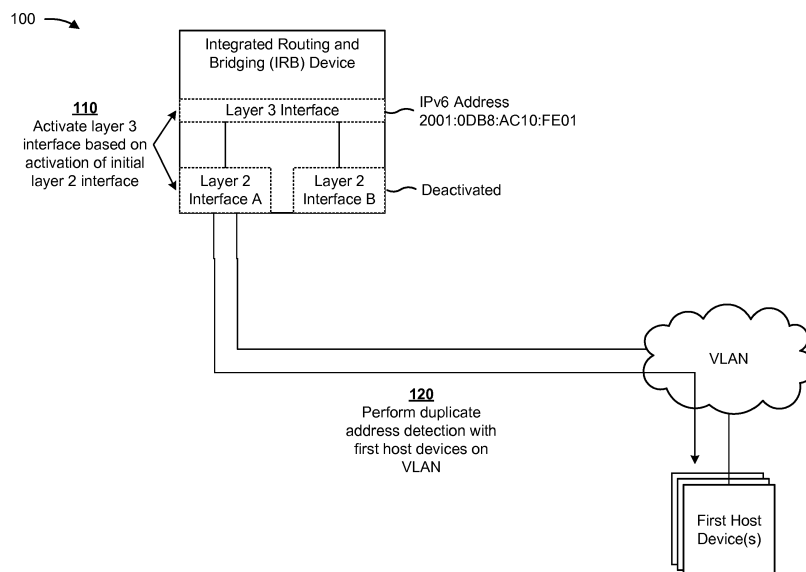 100
Integrated Routing and
Bridging (IRB) Device
110
Activate layer 3
interface based on
activation of initial
layer 2 interface
Layer 3 Interface
IPv6 Address
2001:0DB8:AC10:FE01
Layer 2
Interface A
Layer 2
Interface B
Deactivated
VLAN
120
Perform duplicate
address detection with
first host devices on
VLAN
First Host
Device(s)